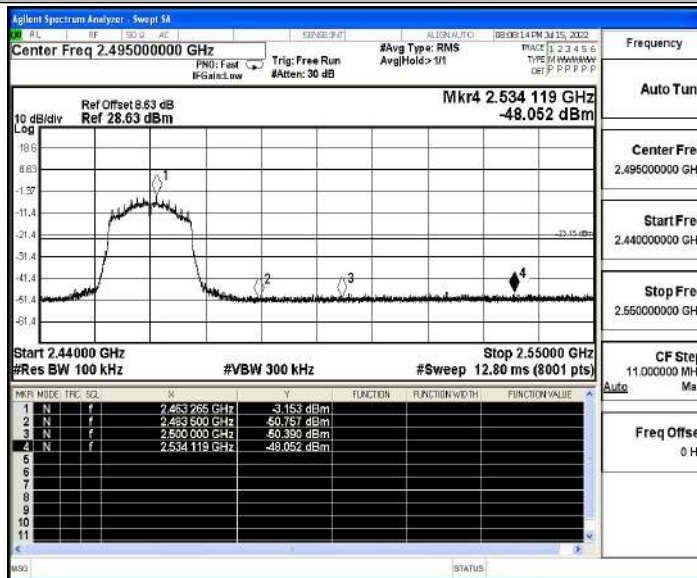 Agilent Spectrum Analyzer - Swept SA
RL RF 50 Ω AC SENSE:INT ALIGN AUTO 08:08:14 PM Jul 15, 2022
Center Freq 2.495000000 GHz
PNO: Fast
IFGain:Low
Trig: Free Run
#Atten: 30 dB
#Avg Type: RMS
Avg|Hold:> 1/1
TRACE 1 2 3 4 5 6
TYPE M WWWWW
DET P P P P P P
Ref Offset 8.63 dB
10 dB/div Ref 28.63 dBm
Log
Mkr4 2.534 119 GHz
-48.052 dBm
18.6
8.63
-1.37
-11.4
-21.4
-31.4
-41.4
-51.4
-61.4
1
2
3
4
Start 2.44000 GHz Stop 2.55000 GHz
#Res BW 100 kHz #VBW 300 kHz #Sweep 12.80 ms (8001 pts)
MKR MODE TRC SCL X Y FUNCTION FUNCTION WIDTH FUNCTION VALUE
1 N f 2.463 265 GHz -3.153 dBm
2 N f 2.483 500 GHz -50.757 dBm
3 N f 2.500 000 GHz -50.390 dBm
4 N f 2.534 119 GHz -48.052 dBm
5
6
7
8
9
10
11
MSG STATUS
Frequency
Auto Tun
Center Fre
2.495000000 GH
Start Fre
2.440000000 GH
Stop Fre
2.550000000 GH
CF Step
11.000000 MH
Auto Ma
Freq Offse
0 H